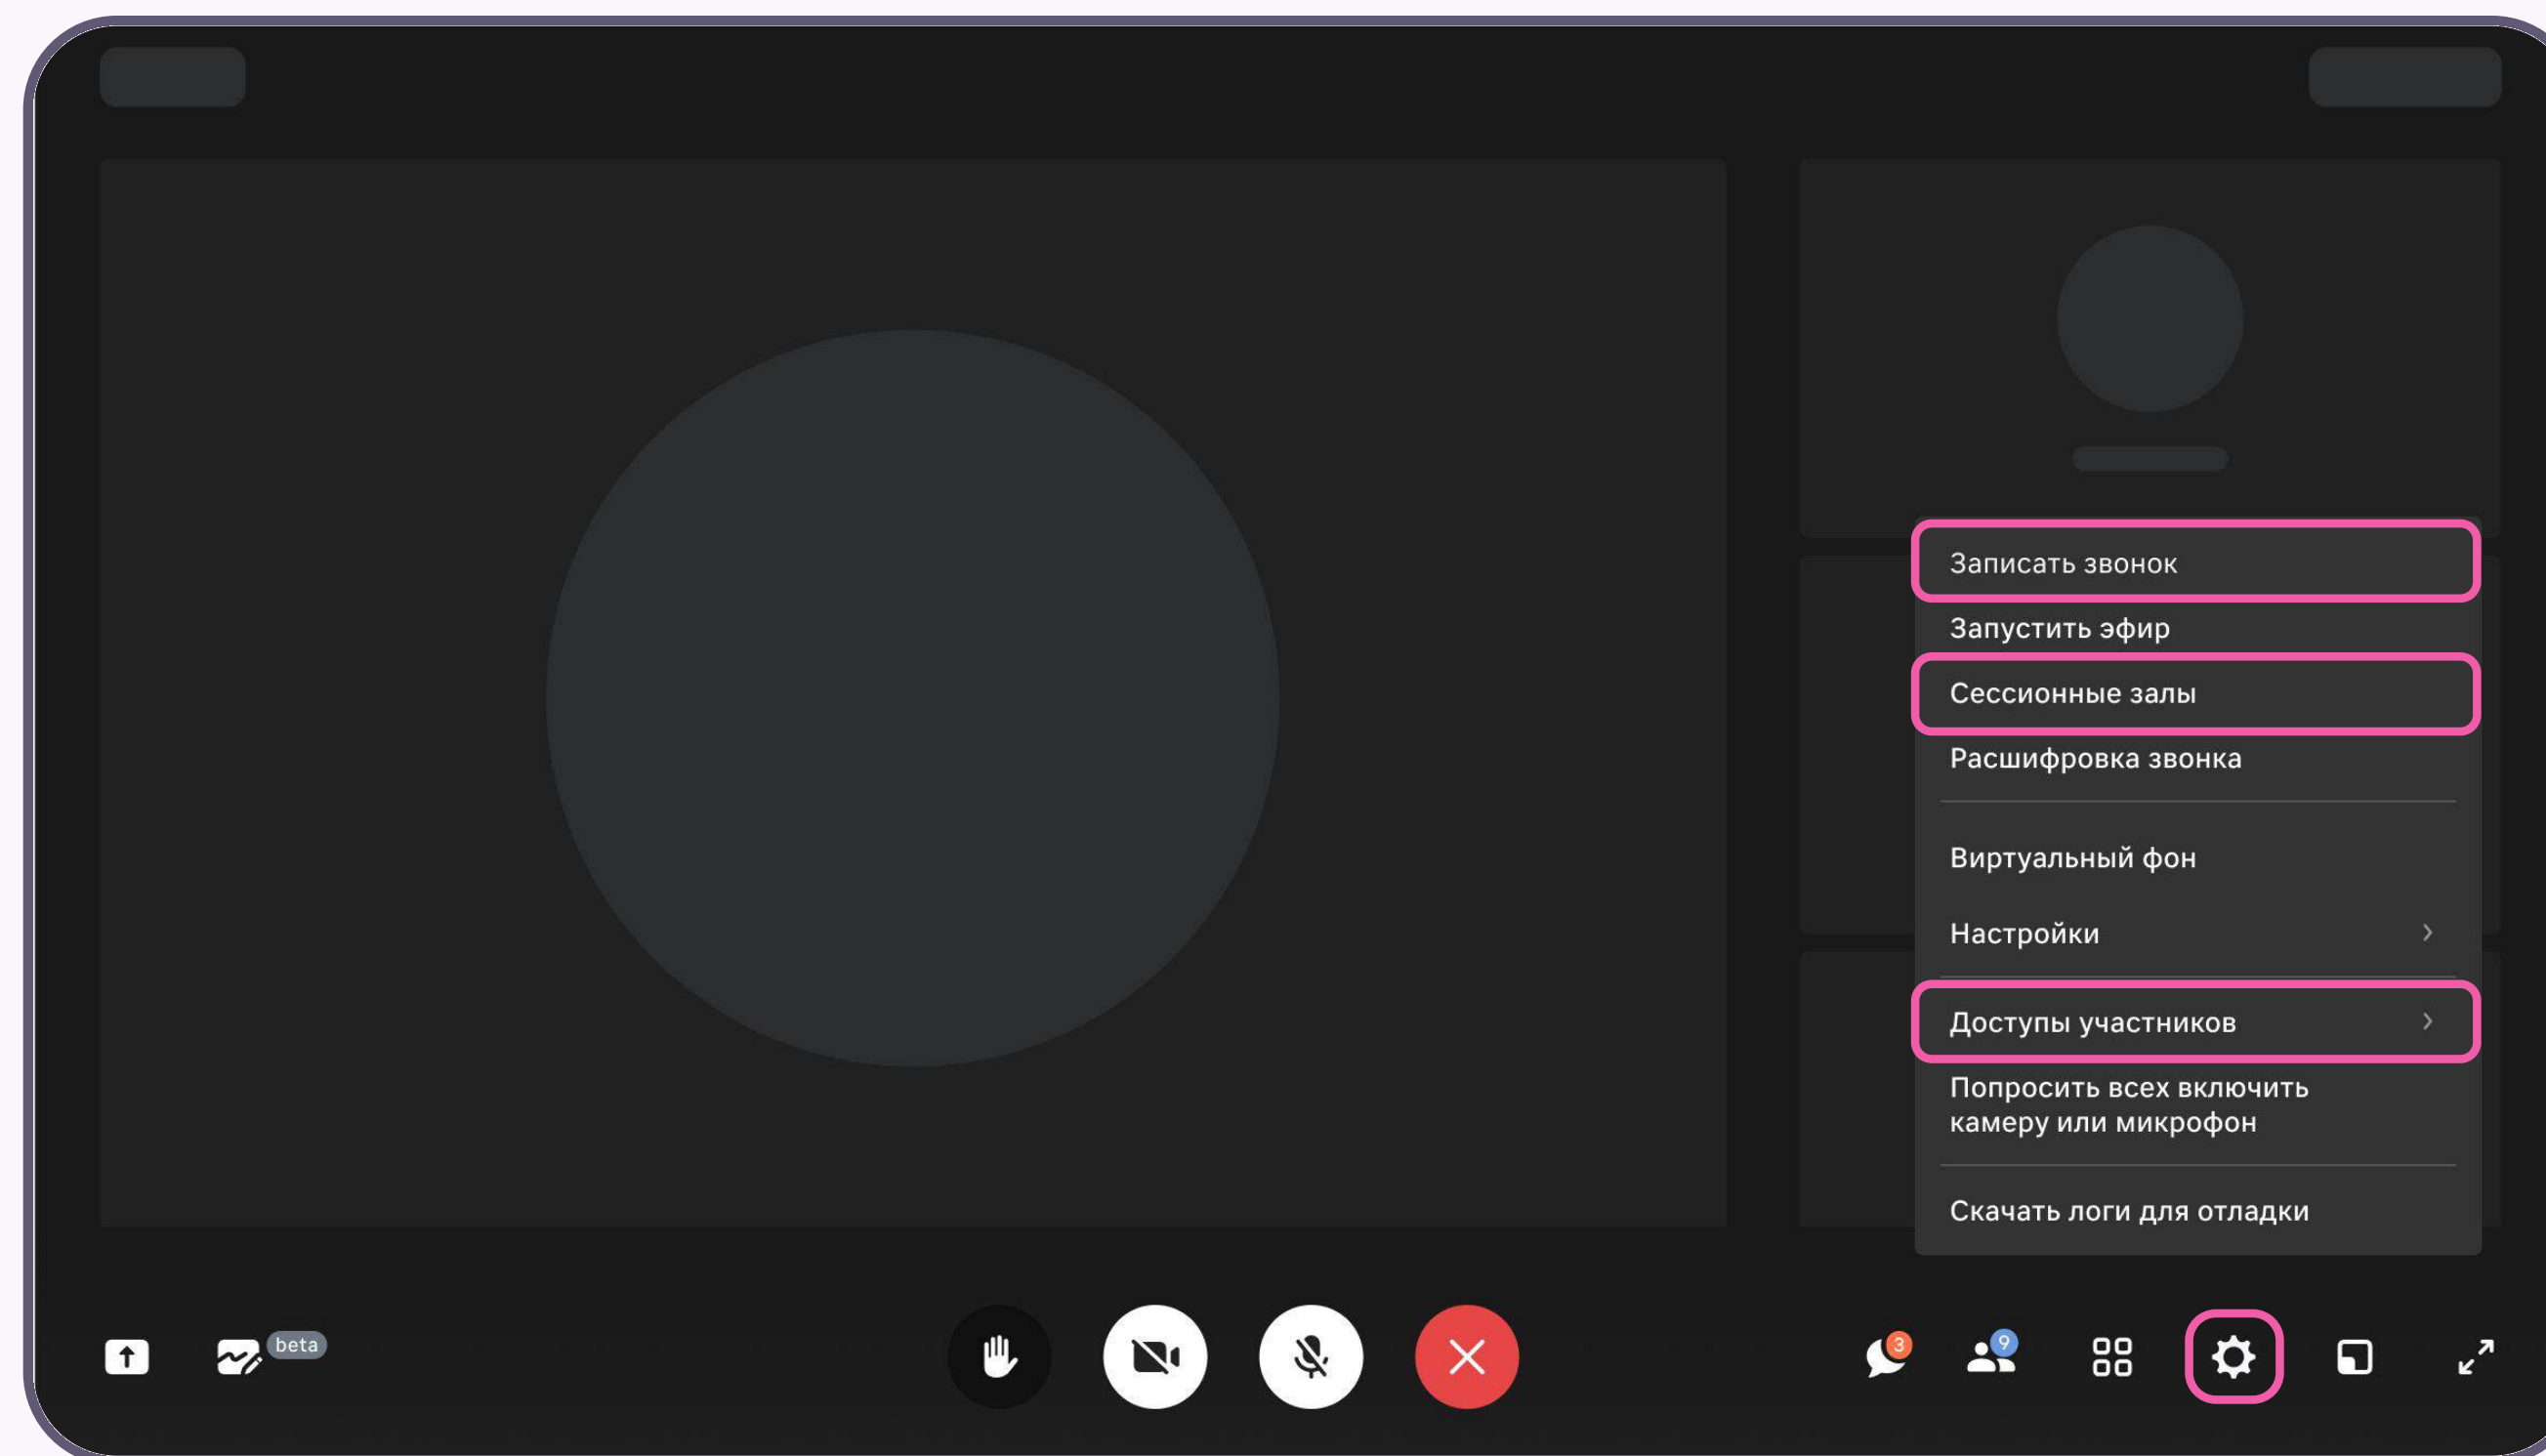 Записать звонок
Запустить эфир
Сессионные залы
Расшифровка звонка
Виртуальный фон
Настройки
Доступы участников
Попросить всех включить
камеру или микрофон
Скачать логи для отладки
beta
3
9